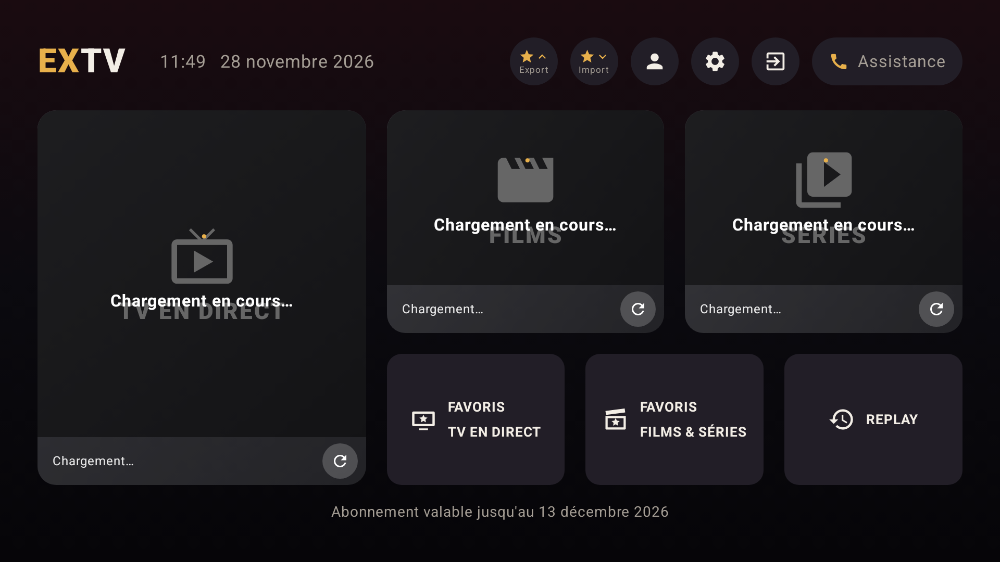 EXTV
11:49 28 novembre 2026
Export
Import
Assistance
Chargement en cours…
TV EN DIRECT
Chargement…
Chargement en cours…
FILMS
Chargement…
Chargement en cours…
SÉRIES
Chargement…
FAVORIS
TV EN DIRECT
FAVORIS
FILMS & SÉRIES
REPLAY
Abonnement valable jusqu'au 13 décembre 2026